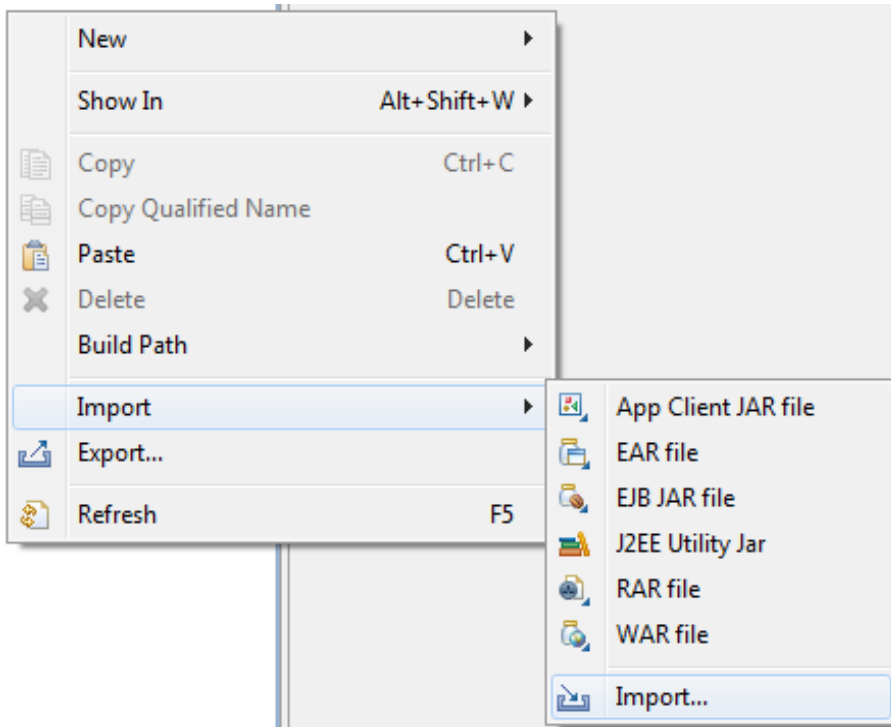 New
Show In Alt+Shift+W
Copy Ctrl+C
Copy Qualified Name
Paste Ctrl+V
Delete Delete
Build Path
Import
Export...
Refresh F5
App Client JAR file
EAR file
EJB JAR file
J2EE Utility Jar
RAR file
WAR file
Import...